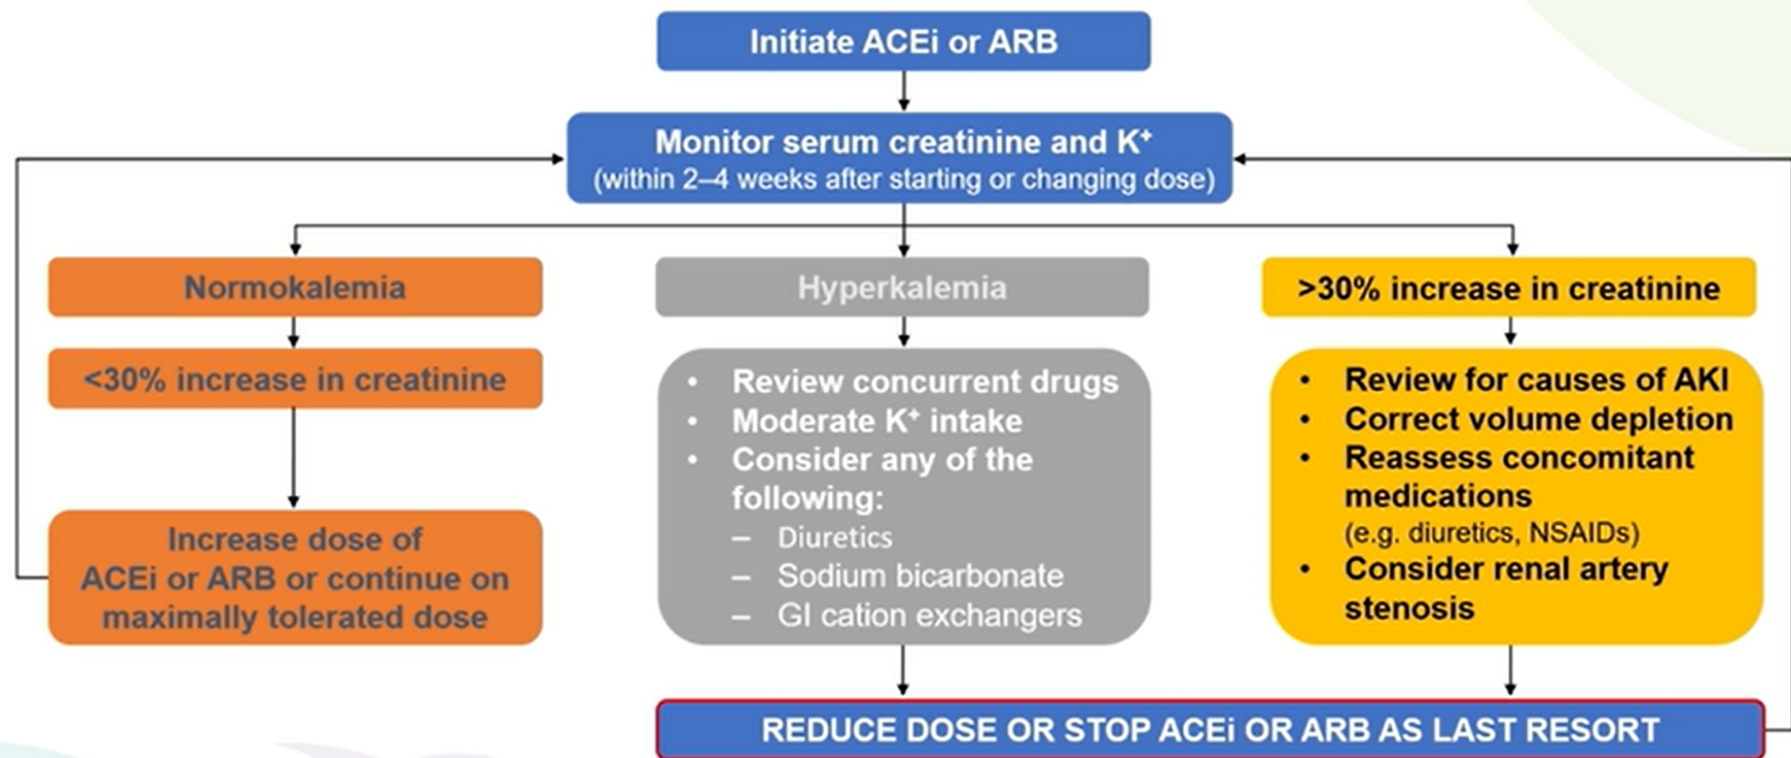 Initiate ACEi or ARB
Monitor serum creatinine and K⁺
(within 2–4 weeks after starting or changing dose)
Normokalemia
<30% increase in creatinine
Increase dose of
ACEi or ARB or continue on
maximally tolerated dose
Hyperkalemia
• Review concurrent drugs
• Moderate K⁺ intake
• Consider any of the
following:
– Diuretics
– Sodium bicarbonate
– GI cation exchangers
>30% increase in creatinine
• Review for causes of AKI
• Correct volume depletion
• Reassess concomitant
medications
(e.g. diuretics, NSAIDs)
• Consider renal artery
stenosis
REDUCE DOSE OR STOP ACEi OR ARB AS LAST RESORT